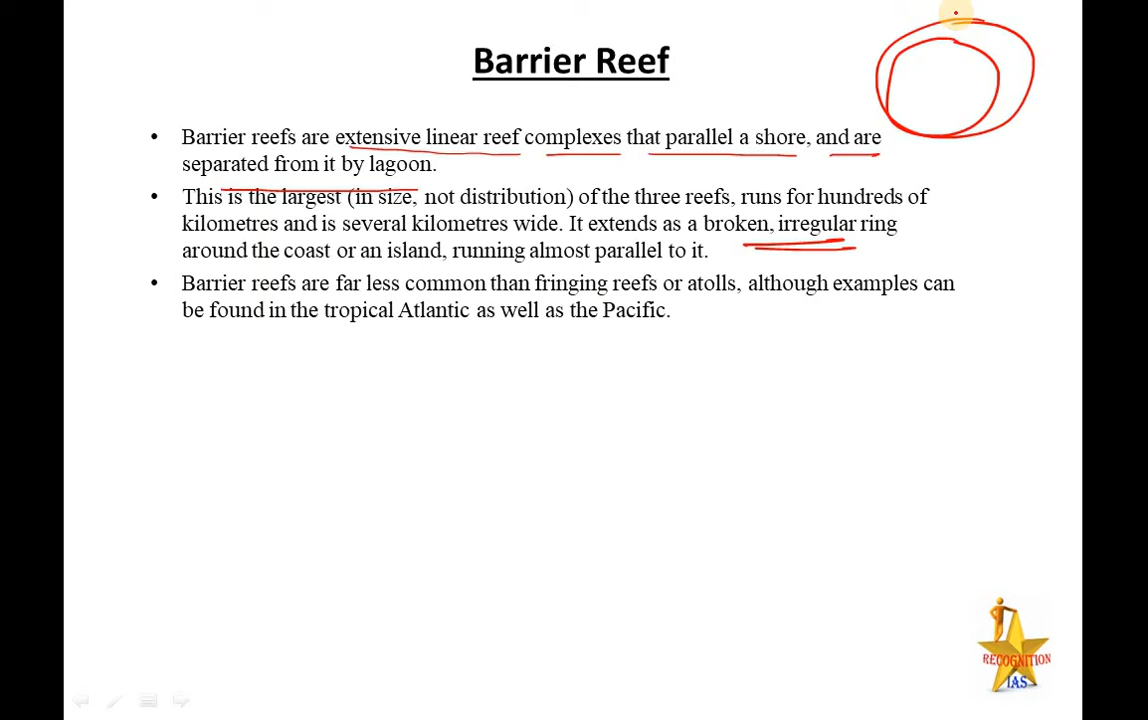 Barrier Reef
• Barrier reefs are extensive linear reef complexes that parallel a shore, and are
separated from it by lagoon.
• This is the largest (in size, not distribution) of the three reefs, runs for hundreds of
kilometres and is several kilometres wide. It extends as a broken, irregular ring
around the coast or an island, running almost parallel to it.
• Barrier reefs are far less common than fringing reefs or atolls, although examples can
be found in the tropical Atlantic as well as the Pacific.
RECOGNITION
IAS